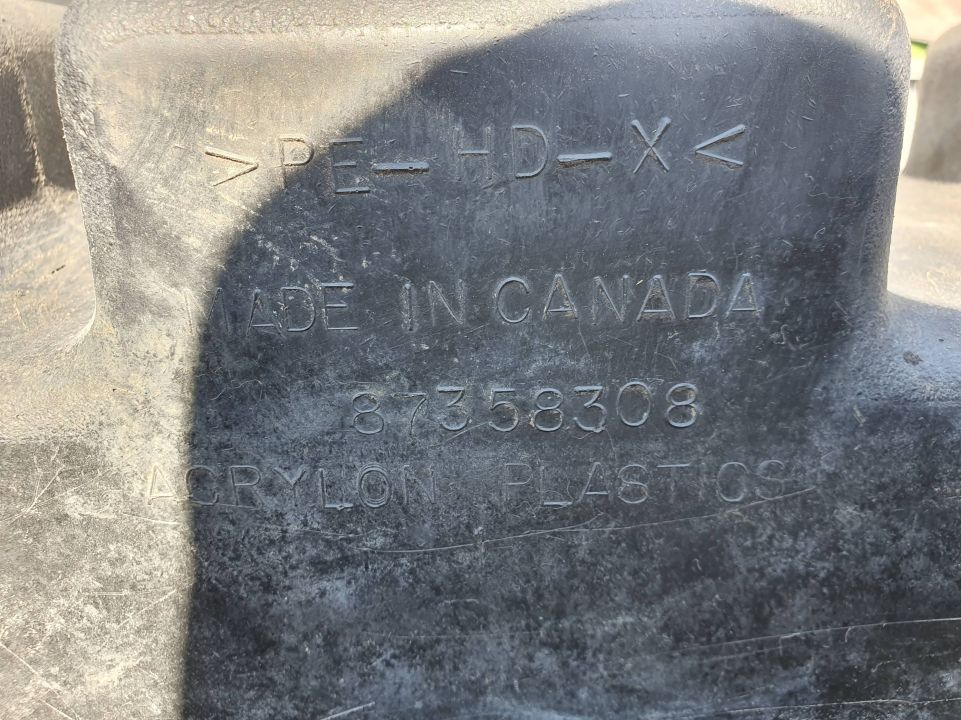 >PE-HD-X<
MADE IN CANADA
87358308
ACRYLON PLASTICS